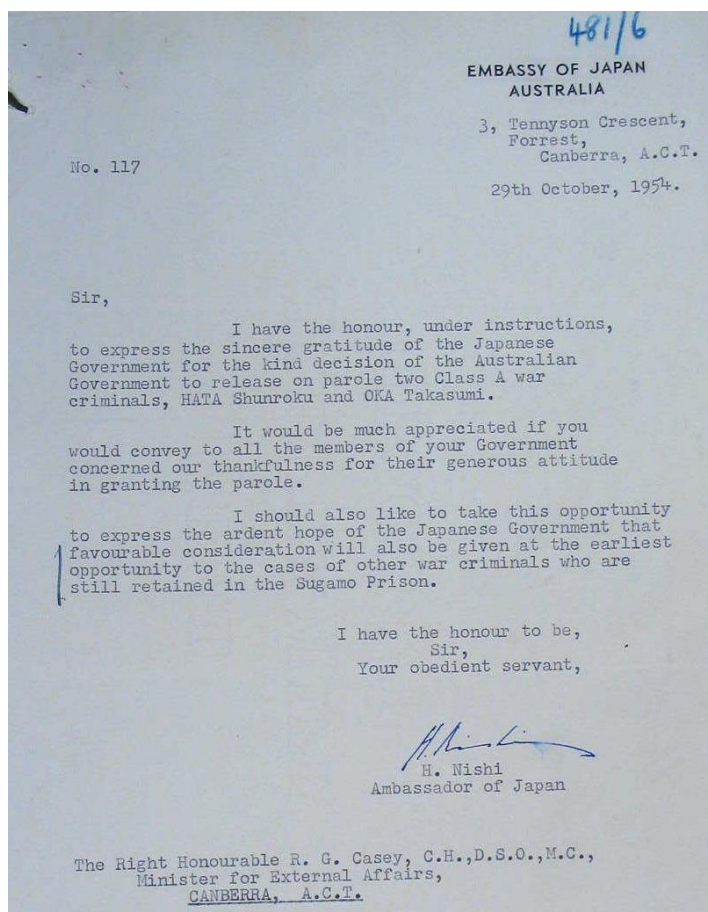 481/6
EMBASSY OF JAPAN
AUSTRALIA
3, Tennyson Crescent,
Forrest,
Canberra, A.C.T.
No. 117
29th October, 1954.
Sir,
I have the honour, under instructions,
to express the sincere gratitude of the Japanese
Government for the kind decision of the Australian
Government to release on parole two Class A war
criminals, HATA Shunroku and OKA Takasumi.
It would be much appreciated if you
would convey to all the members of your Government
concerned our thankfulness for their generous attitude
in granting the parole.
I should also like to take this opportunity
to express the ardent hope of the Japanese Government that
favourable consideration will also be given at the earliest
opportunity to the cases of other war criminals who are
still retained in the Sugamo Prison.
I have the honour to be,
Sir,
Your obedient servant,
H. Nishi
H. Nishi
Ambassador of Japan
The Right Honourable R. G. Casey, C.H.,D.S.O.,M.C.,
Minister for External Affairs,
CANBERRA, A.C.T.